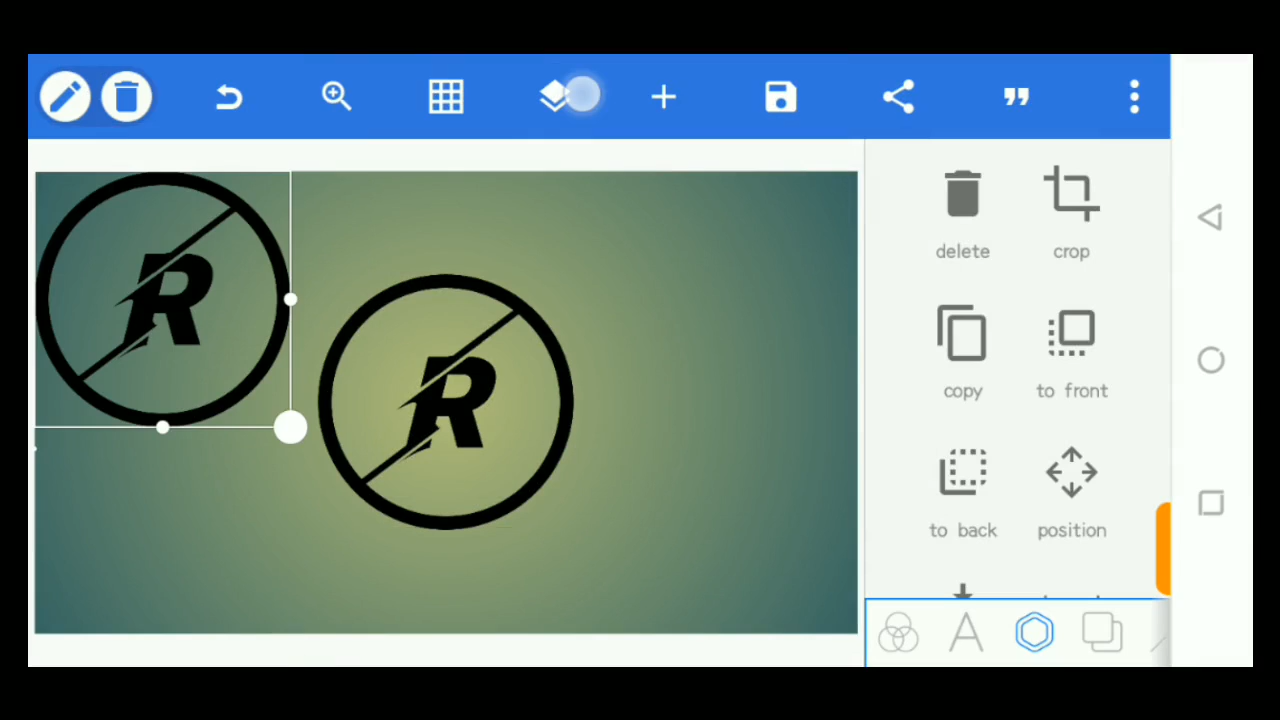 R
R
delete
crop
copy
to front
to back
position